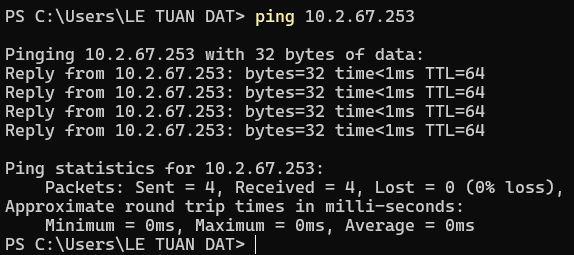 PS C:\Users\LE TUAN DAT> ping 10.2.67.253
Pinging 10.2.67.253 with 32 bytes of data:
Reply from 10.2.67.253: bytes=32 time<1ms TTL=64
Reply from 10.2.67.253: bytes=32 time<1ms TTL=64
Reply from 10.2.67.253: bytes=32 time<1ms TTL=64
Reply from 10.2.67.253: bytes=32 time<1ms TTL=64
Ping statistics for 10.2.67.253:
    Packets: Sent = 4, Received = 4, Lost = 0 (0% loss),
Approximate round trip times in milli-seconds:
    Minimum = 0ms, Maximum = 0ms, Average = 0ms
PS C:\Users\LE TUAN DAT>